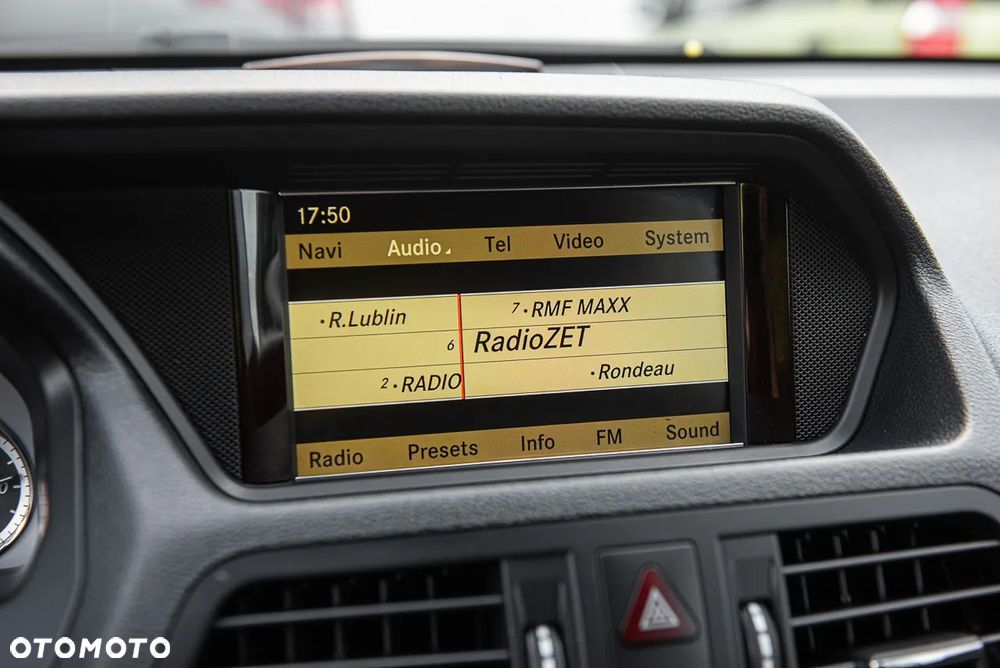 17:50
Navi Audio Tel Video System
·R.Lublin 7·RMF MAXX
6 RadioZET
2·RADIO ·Rondeau
Radio Presets Info FM Sound
OTOMOTO